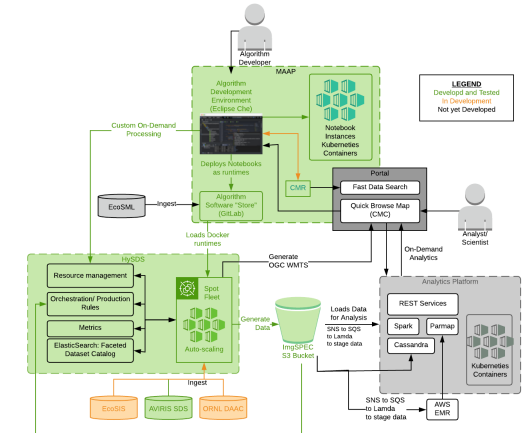 Algorithm
Developer
MAAP
Algorithm
Development
Environment
(Eclipse Che)
Notebook
Instances
Kuberneties
Containers
LEGEND
Developd and Tested
In Development
Not yet Developed
Custom On-Demand
Processing
Deploys Notebooks
as runtimes
CMR
Portal
Fast Data Search
Quick Browse Map
(CMC)
EcoSML
Ingest
Algorithm
Software "Store"
(GitLab)
Analyst/
Scientist
Loads Docker
runtimes
On-Demand
Analytics
HySDS
Generate
OGC WMTS
Resource management
Orchestration/ Production
Rules
Metrics
ElasticSearch: Faceted
Dataset Catalog
Spot
Fleet
Auto-scaling
Generate
Data
ImgSPEC
S3 Bucket
Loads Data
for Analysis
SNS to SQS
to Lamda
to stage data
Analytics Platform
REST Services
Spark
Parmap
Cassandra
Kuberneties
Containers
Ingest
EcoSIS
AVIRIS SDS
ORNL DAAC
SNS to SQS
to Lamda
to stage data
AWS
EMR